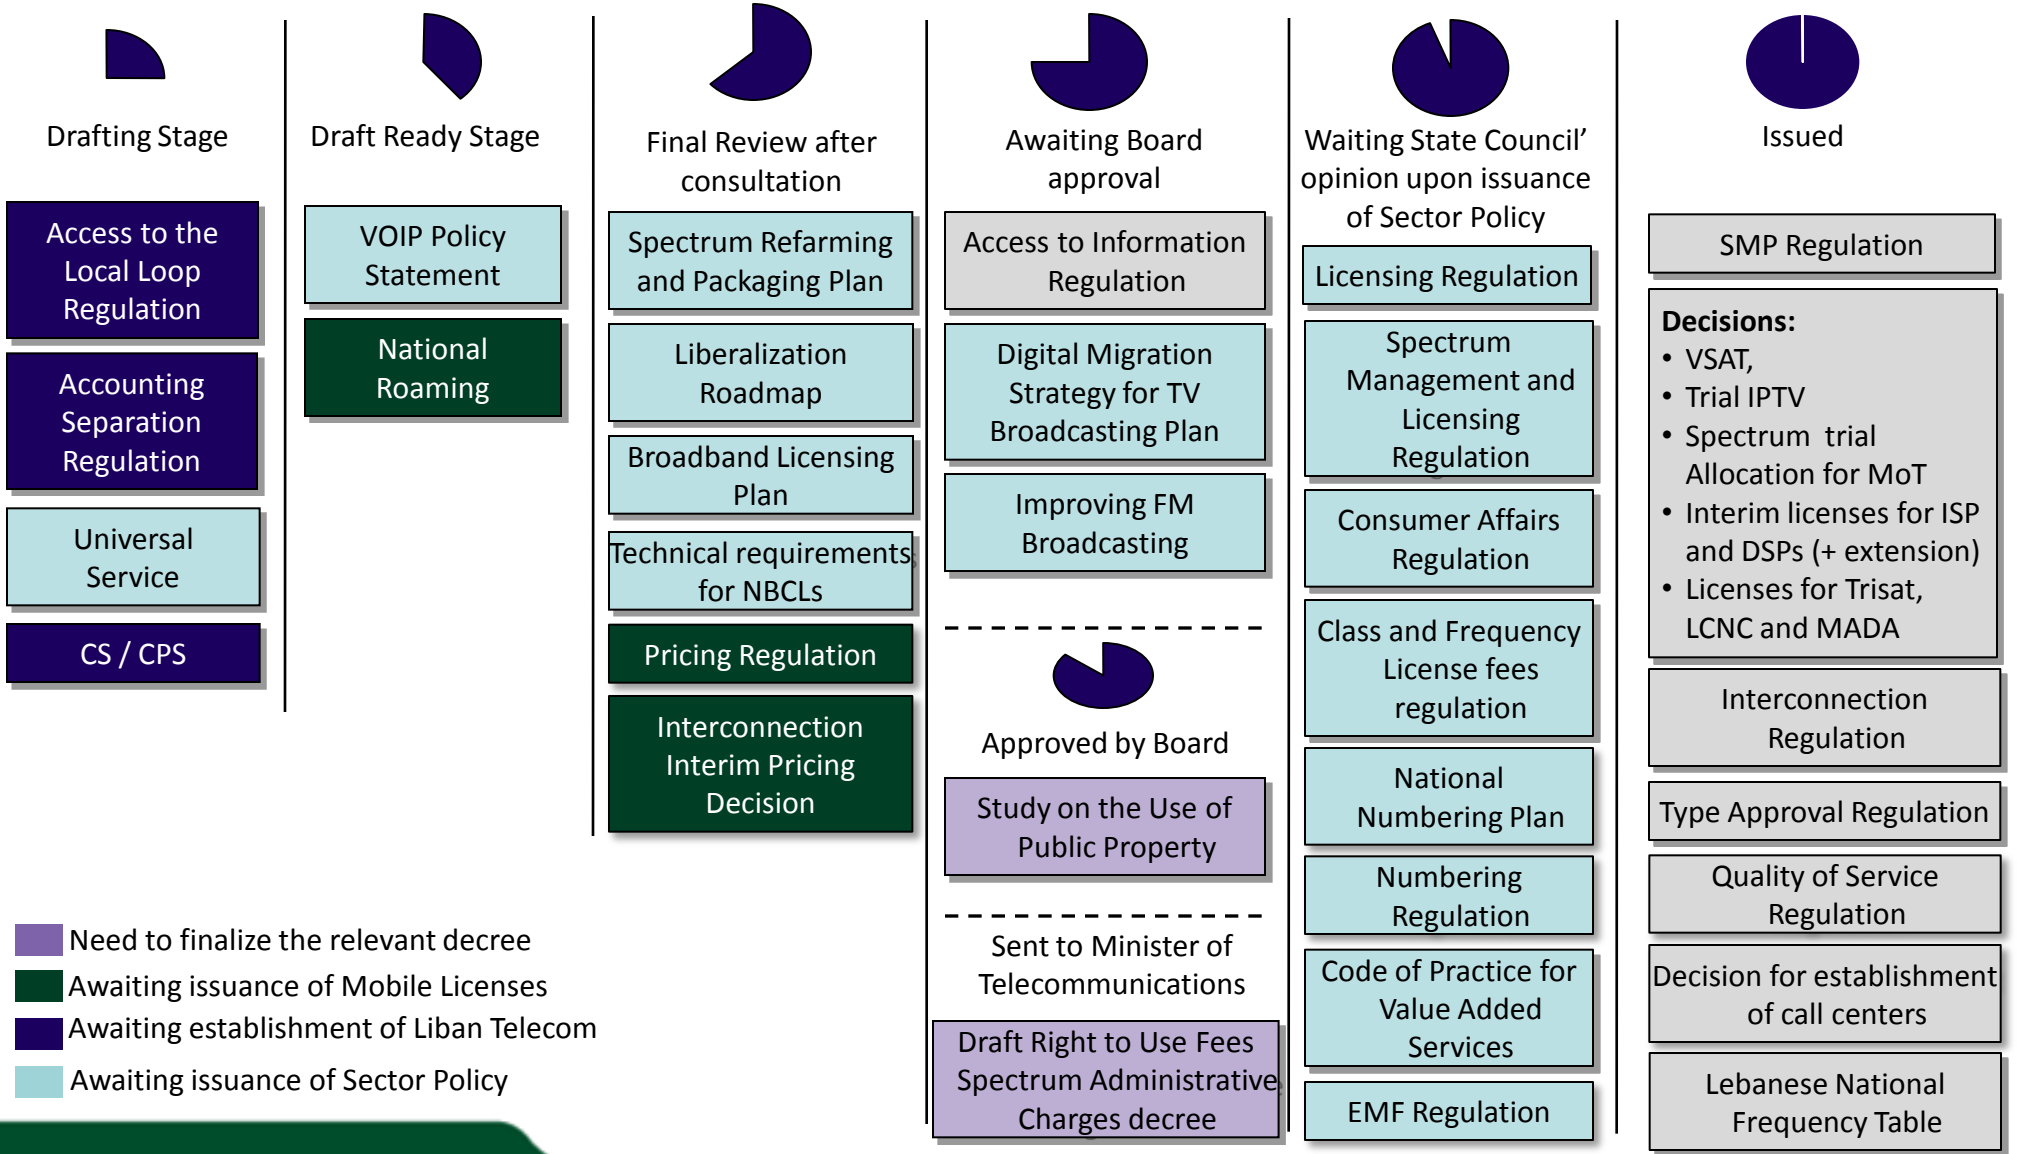 Drafting Stage
Access to the
Local Loop
Regulation
Accounting
Separation
Regulation
Universal
Service
CS / CPS
Draft Ready Stage
VOIP Policy
Statement
National
Roaming
Final Review after
consultation
Spectrum Refarming
and Packaging Plan
Liberalization
Roadmap
Broadband Licensing
Plan
Technical requirements
for NBCLs
Pricing Regulation
Interconnection
Interim Pricing
Decision
Awaiting Board
approval
Access to Information
Regulation
Digital Migration
Strategy for TV
Broadcasting Plan
Improving FM
Broadcasting
Approved by Board
Study on the Use of
Public Property
Sent to Minister of
Telecommunications
Draft Right to Use Fees
Spectrum Administrative
Charges decree
Waiting State Council’
opinion upon issuance
of Sector Policy
Licensing Regulation
Spectrum
Management and
Licensing
Regulation
Consumer Affairs
Regulation
Class and Frequency
License fees
regulation
National
Numbering Plan
Numbering
Regulation
Code of Practice for
Value Added
Services
EMF Regulation
Issued
SMP Regulation
Decisions:
• VSAT,
• Trial IPTV
• Spectrum trial
Allocation for MoT
• Interim licenses for ISP
and DSPs (+ extension)
• Licenses for Trisat,
LCNC and MADA
Interconnection
Regulation
Type Approval Regulation
Quality of Service
Regulation
Decision for establishment
of call centers
Lebanese National
Frequency Table
Need to finalize the relevant decree
Awaiting issuance of Mobile Licenses
Awaiting establishment of Liban Telecom
Awaiting issuance of Sector Policy